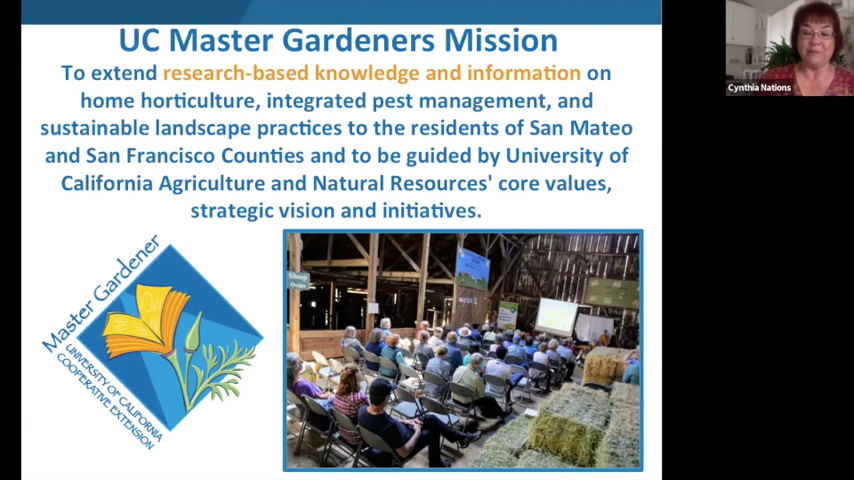 UC Master Gardeners Mission
To extend research-based knowledge and information on
home horticulture, integrated pest management, and
sustainable landscape practices to the residents of San Mateo
and San Francisco Counties and to be guided by University of
California Agriculture and Natural Resources' core values,
strategic vision and initiatives.
Cynthia Nations
Master Gardener
UNIVERSITY OF CALIFORNIA
COOPERATIVE EXTENSION
Sheep
Ovejas